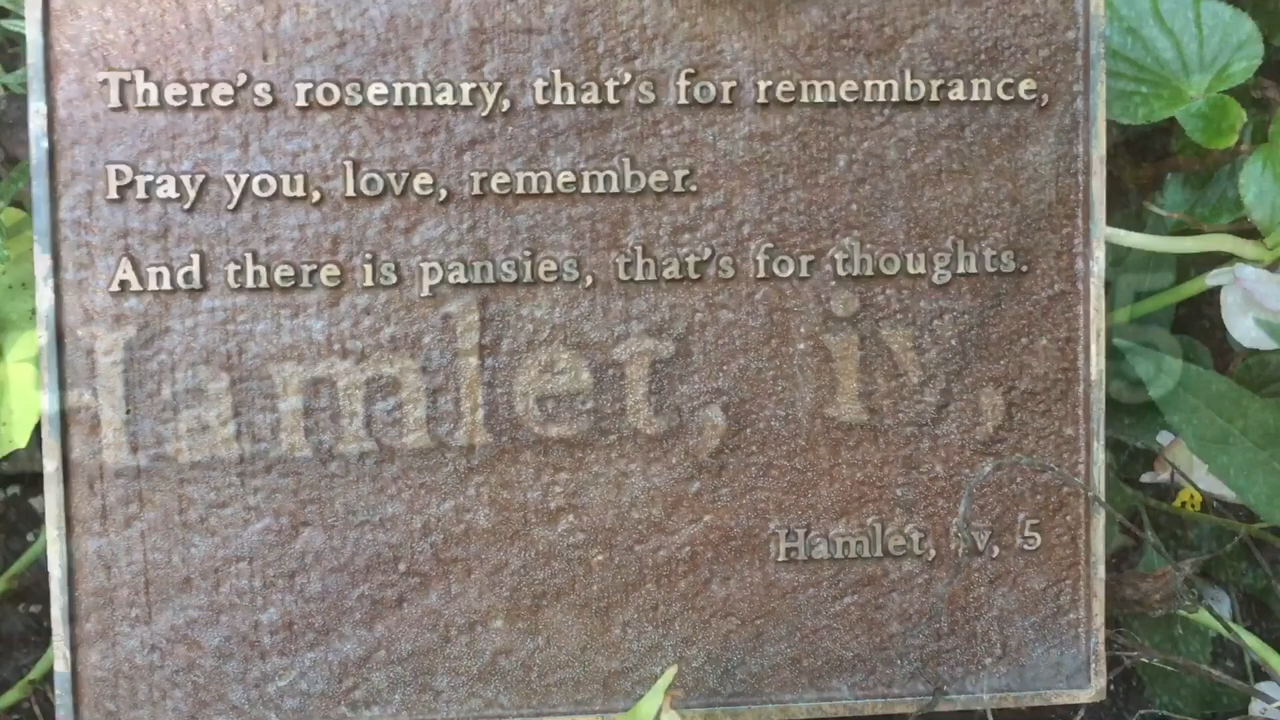 There's rosemary, that's for remembrance,
Pray you, love, remember.
And there is pansies, that's for thoughts.
Hamlet, iv,
Hamlet, iv, 5